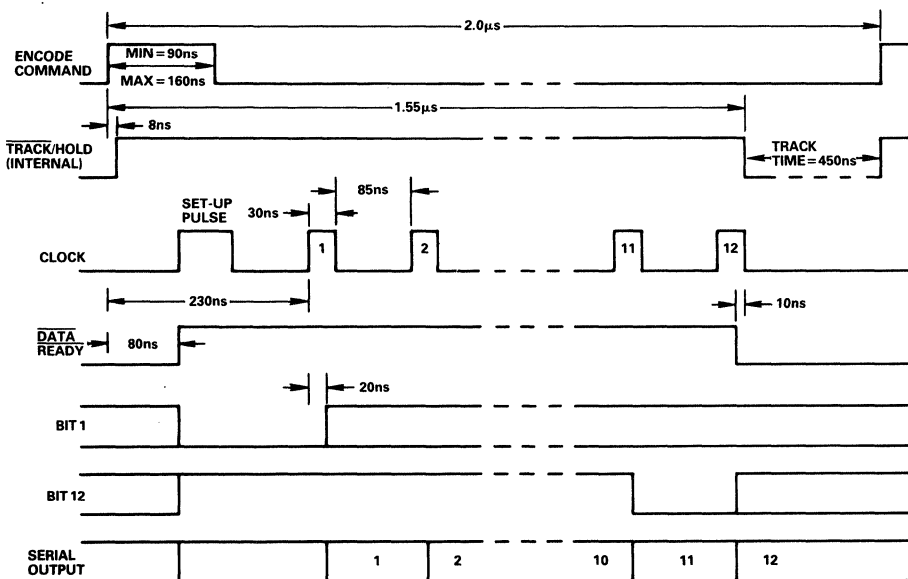 2.0μs
ENCODE
COMMAND
MIN = 90ns
MAX = 160ns
1.55μs
8ns
TRACK/HOLD
(INTERNAL)
TRACK
TIME = 450ns
85ns
SET-UP
PULSE
30ns
CLOCK
1
2
11
12
230ns
10ns
DATA
READY
80ns
20ns
BIT 1
BIT 12
SERIAL
OUTPUT
1
2
10
11
12